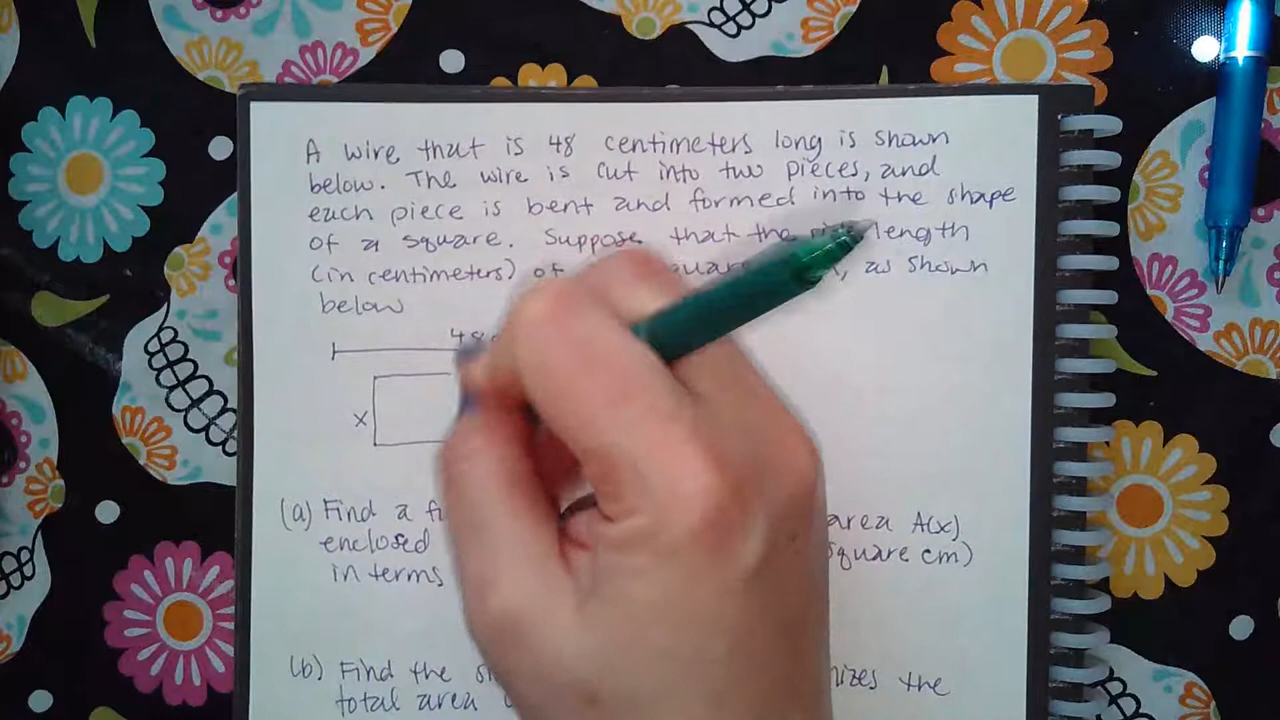 A wire that is 48 centimeters long is shown
below. The wire is cut into two pieces, and
each piece is bent and formed into the shape
of a square. Suppose that the length
(in centimeters) of as shown
below
48
x
(a) Find a area A(x)
enclosed square cm)
in terms
(b) Find the the
total area